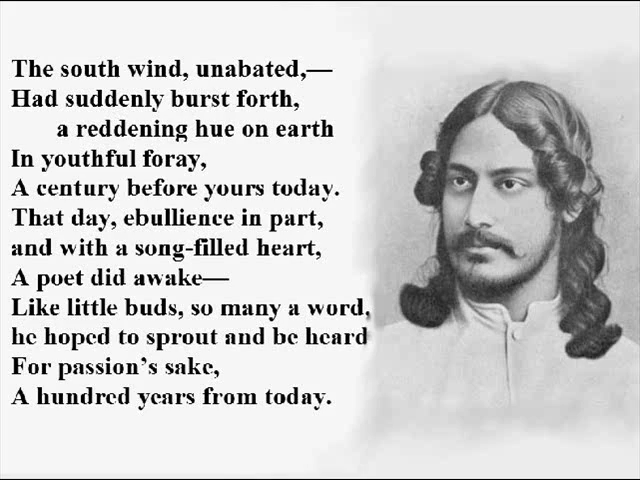 The south wind, unabated,—
Had suddenly burst forth,
a reddening hue on earth
In youthful foray,
A century before yours today.
That day, ebullience in part,
and with a song-filled heart,
A poet did awake—
Like little buds, so many a word,
he hoped to sprout and be heard
For passion’s sake,
A hundred years from today.